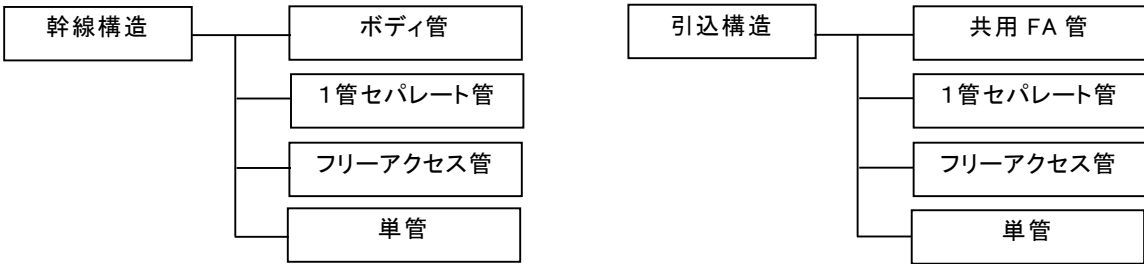 幹線構造
ボディ管
1管セパレート管
フリーアクセス管
単管
引込構造
共用 FA 管
1管セパレート管
フリーアクセス管
単管